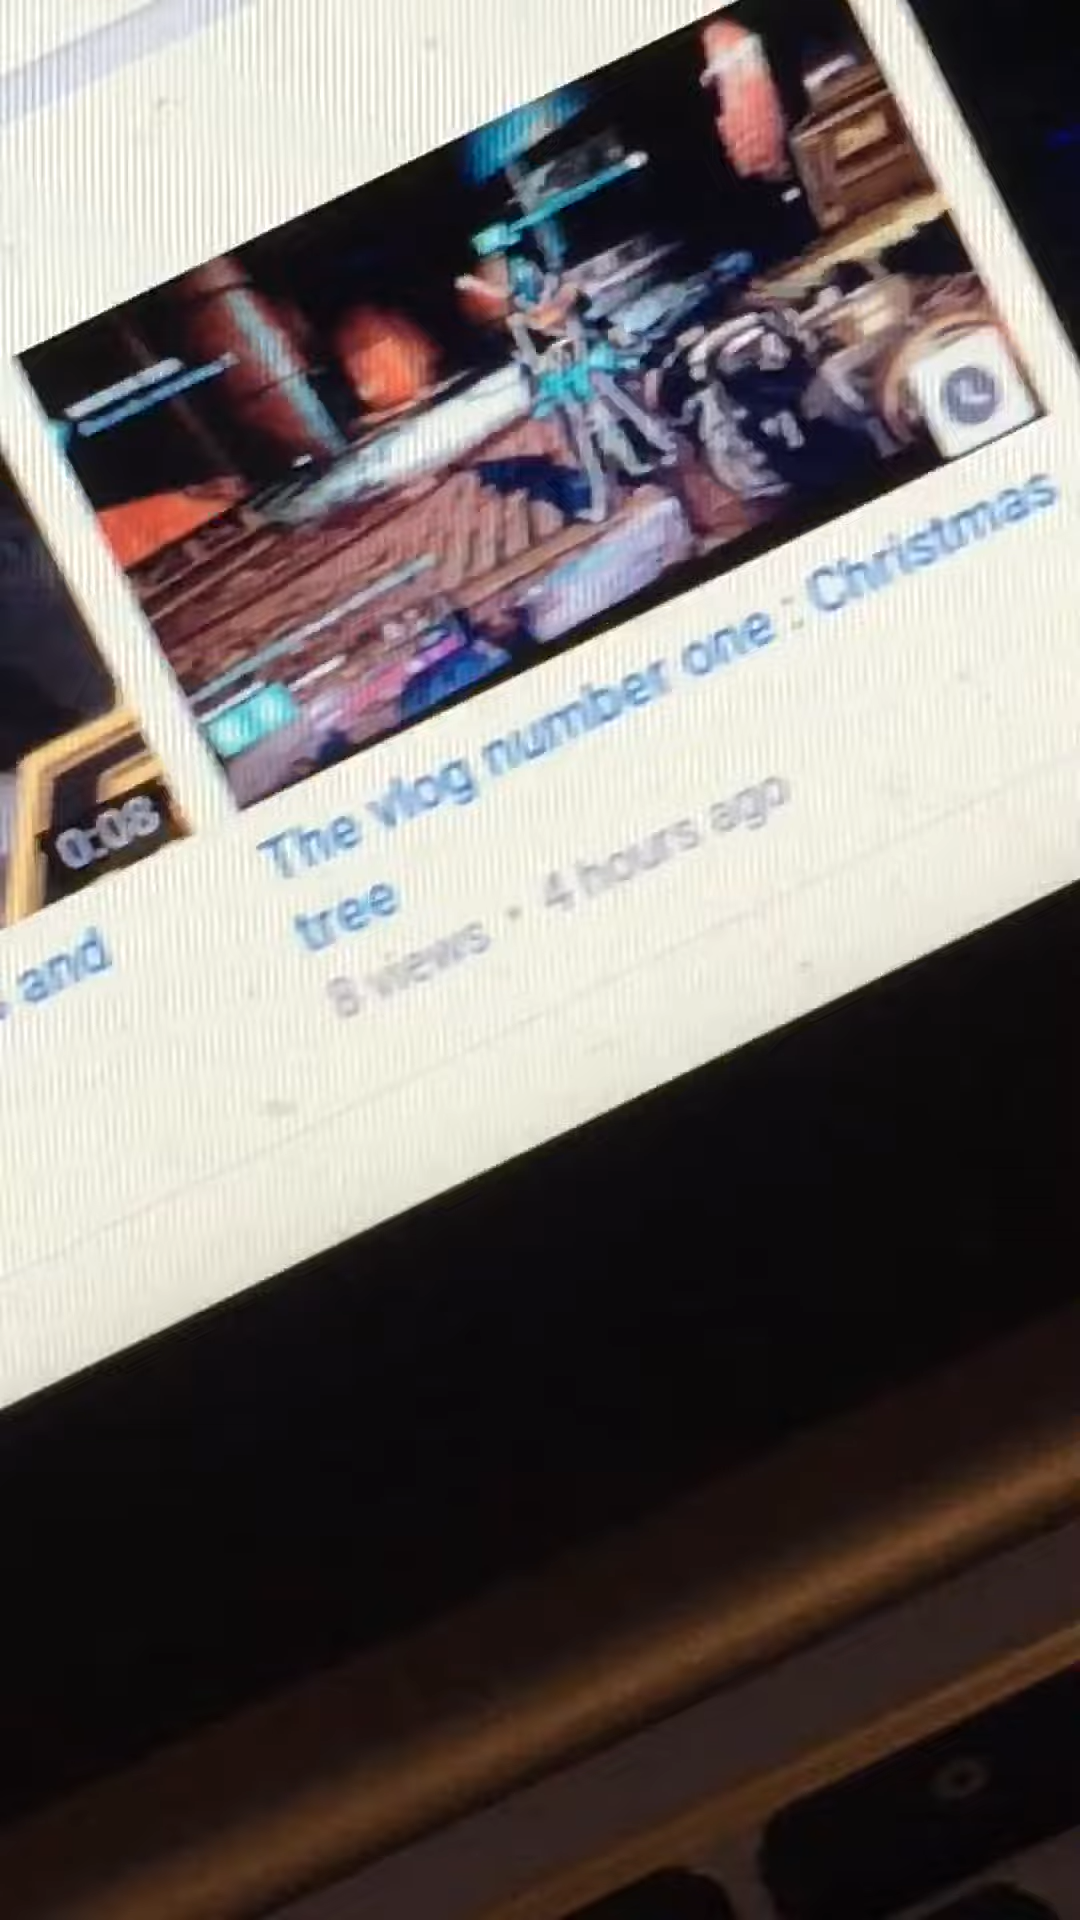 0:08
and
The vlog number one : Christmas
tree
8 views · 4 hours ago